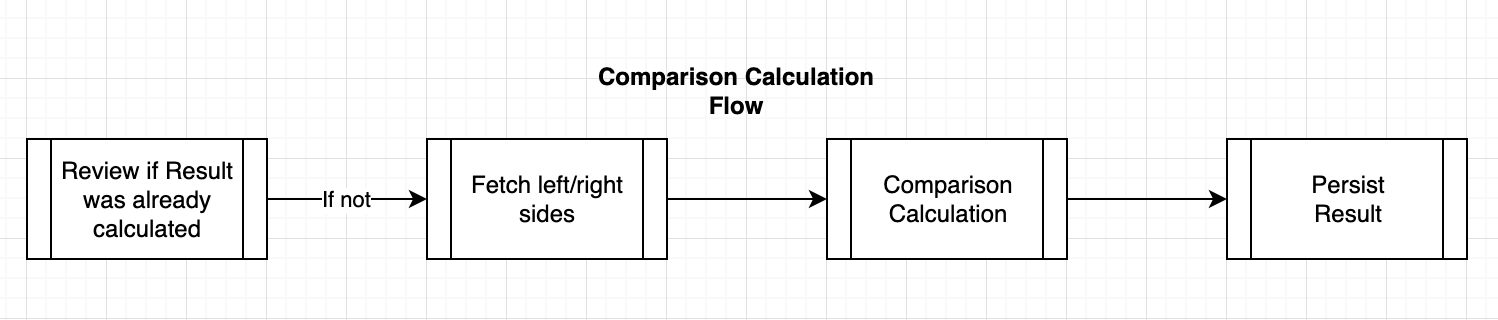 Comparison Calculation
Flow
Review if Result
was already
calculated
If not
Fetch left/right
sides
Comparison
Calculation
Persist
Result